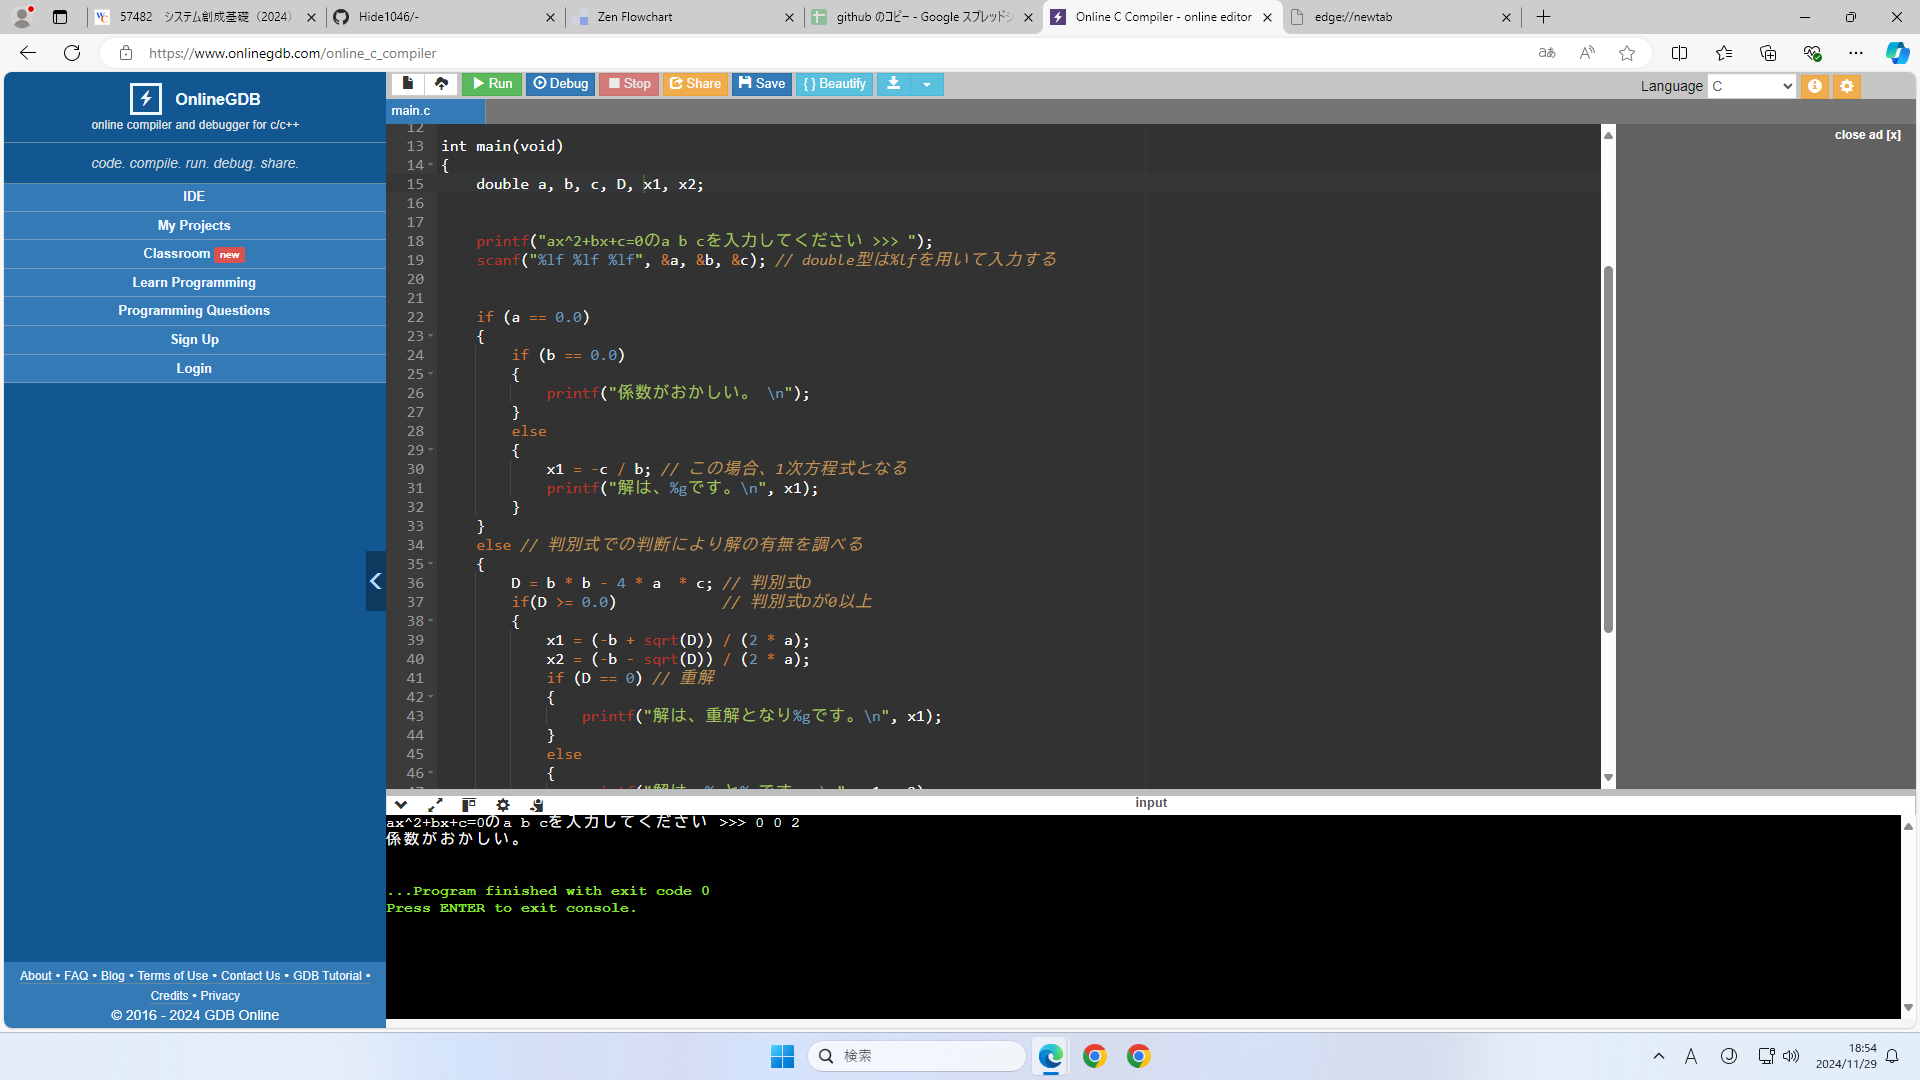 57482 システム創成基礎（2024）
Hide1046/-
Zen Flowchart
github のコピー - Google スプレッドシ
Online C Compiler - online editor
edge://newtab
https://www.onlinegdb.com/online_c_compiler
OnlineGDB
online compiler and debugger for c/c++
code. compile. run. debug. share.
IDE
My Projects
Classroom new
Learn Programming
Programming Questions
Sign Up
Login
About • FAQ • Blog • Terms of Use • Contact Us • GDB Tutorial •
Credits • Privacy
© 2016 - 2024 GDB Online
Run Debug Stop Share Save { } Beautify
Language C
main.c
close ad [x]
12
13 int main(void)
14 {
15 double a, b, c, D, x1, x2;
16
17
18 printf("ax^2+bx+c=0のa b cを入力してください >>> ");
19 scanf("%lf %lf %lf", &a, &b, &c); // double型は%lfを用いて入力する
20
21
22 if (a == 0.0)
23 {
24 if (b == 0.0)
25 {
26 printf("係数がおかしい。 \n");
27 }
28 else
29 {
30 x1 = -c / b; // この場合、1次方程式となる
31 printf("解は、%gです。\n", x1);
32 }
33 }
34 else // 判別式での判断により解の有無を調べる
35 {
36 D = b * b - 4 * a  * c; // 判別式D
37 if(D >= 0.0) // 判別式Dが0以上
38 {
39 x1 = (-b + sqrt(D)) / (2 * a);
40 x2 = (-b - sqrt(D)) / (2 * a);
41 if (D == 0) // 重解
42 {
43 printf("解は、重解となり%gです。\n", x1);
44 }
45 else
46 {
input
ax^2+bx+c=0のa b cを入力してください >>> 0 0 2
係数がおかしい。
...Program finished with exit code 0
Press ENTER to exit console.
検索
A
18:54
2024/11/29